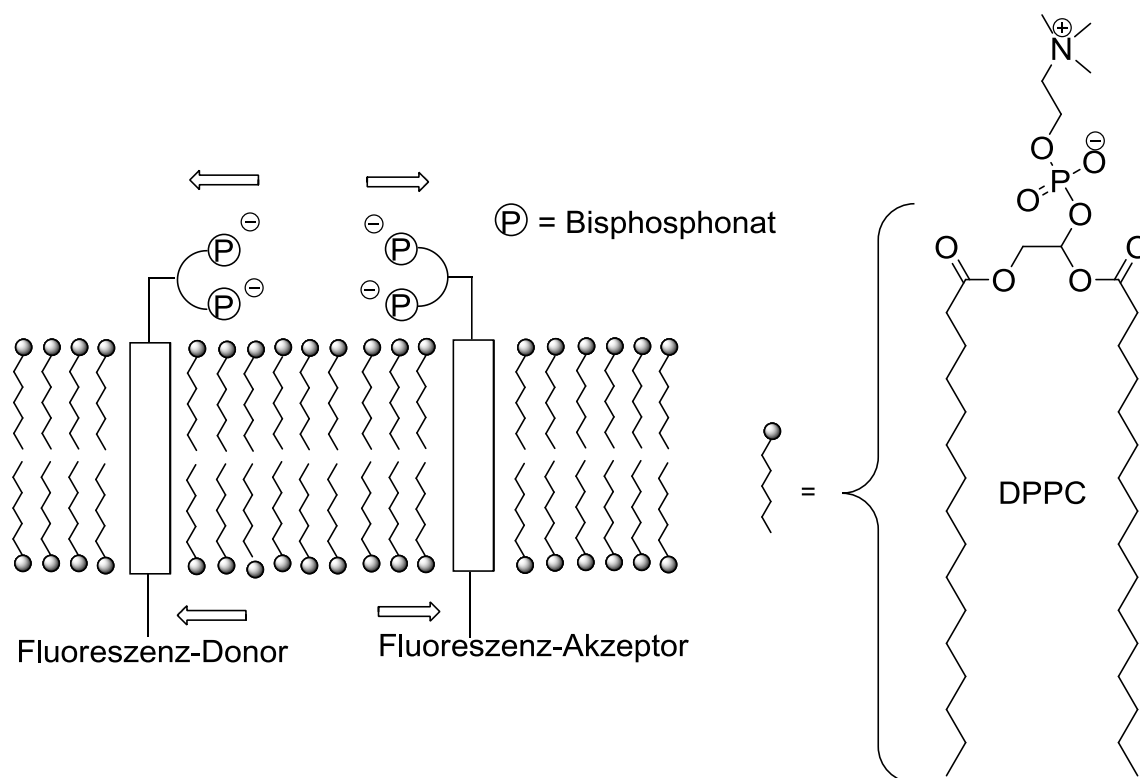 P = Bisphosphonat
P
P
P
P
Fluoreszenz-Donor
Fluoreszenz-Akzeptor
=
DPPC
N
O
O
P
O
O
O
O
O
O